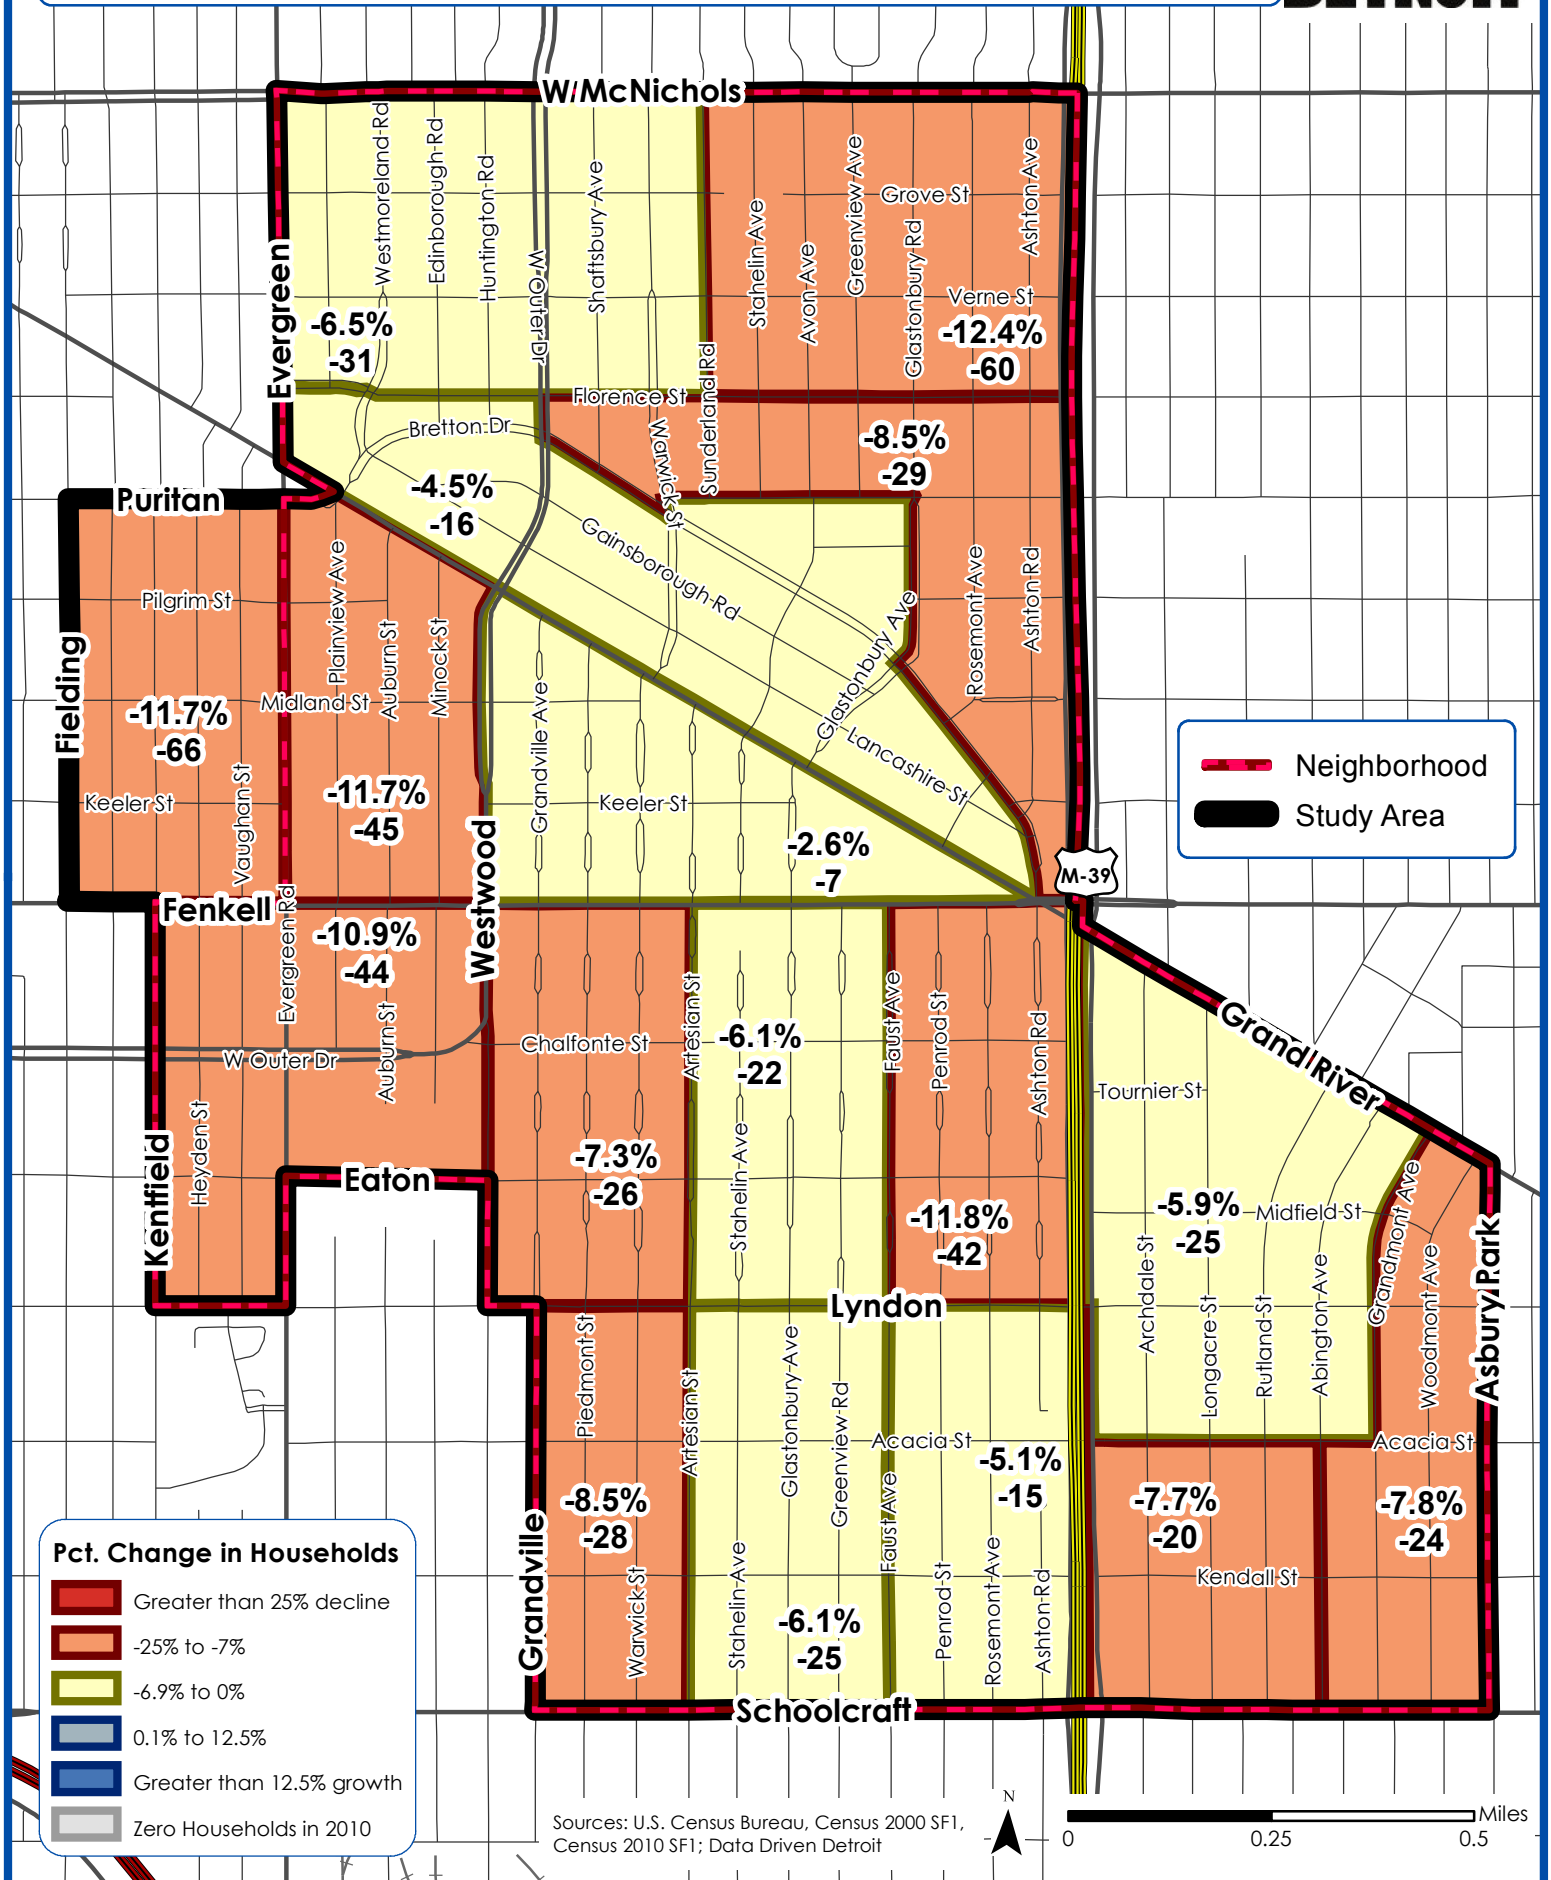 DETROIT
W McNichols
Westmoreland Rd
Edinborough Rd
Huntington Rd
W Outer Dr
Shaftsbury Ave
Stahelin Ave
Avon Ave
Greenview Ave
Grove St
Glastonbury Rd
Ashton Ave
Evergreen
Verne St
-6.5%
-31
-12.4%
-60
Sunderland Rd
Florence St
Bretton Dr
Warwick St
-8.5%
-29
-4.5%
-16
Puritan
Gainsborough Rd
Pilgrim St
Plainview Ave
Auburn St
Minock St
Glastonbury Ave
Rosemont Ave
Ashton Rd
Fielding
Midland St
-11.7%
-66
Vaughan St
Keeler St
-11.7%
-45
Grandville Ave
Keeler St
Lancashire St
Neighborhood
Study Area
Westwood
-2.6%
-7
M-39
Fenkell
Evergreen Rd
-10.9%
-44
Auburn St
W Outer Dr
Heyden St
Kentfield
Eaton
Chalfonte St
Artesian St
-6.1%
-22
Stahelin Ave
Faust Ave
Penrod St
Ashton Rd
Grand River
Tournier St
-7.3%
-26
-11.8%
-42
-5.9%
-25
Midfield St
Archdale St
Longacre St
Rutland St
Abington Ave
Grandmont Ave
Woodmont Ave
Asbury Park
Lyndon
Piedmont St
Artesian St
Glastonbury Ave
Greenview Rd
Acacia St
Acacia St
Faust Ave
-5.1%
-15
-8.5%
-28
-7.7%
-20
-7.8%
-24
Grandville
Warwick St
Stahelin Ave
-6.1%
-25
Penrod St
Rosemont Ave
Ashton Rd
Kendall St
Schoolcraft
Pct. Change in Households
Greater than 25% decline
-25% to -7%
-6.9% to 0%
0.1% to 12.5%
Greater than 12.5% growth
Zero Households in 2010
Sources: U.S. Census Bureau, Census 2000 SF1,
Census 2010 SF1; Data Driven Detroit
N
Miles
0 0.25 0.5